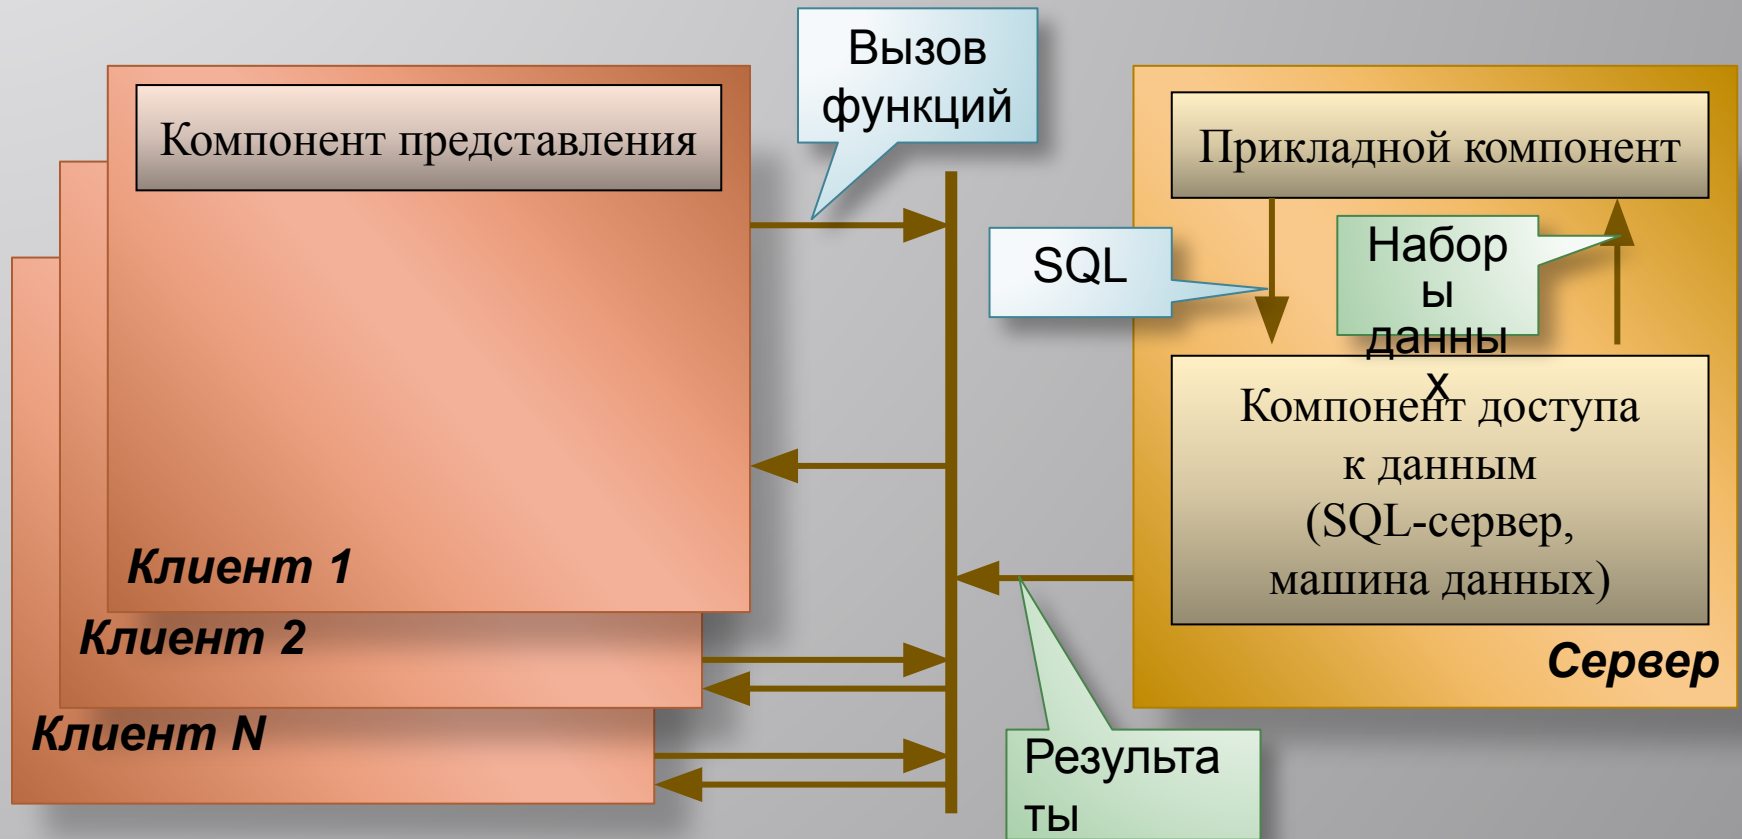 Вызов
функций
Компонент представления
Прикладной компонент
SQL
Набор
ы
данны
х
Компонент доступа
к данным
(SQL-сервер,
машина данных)
Клиент 1
Клиент 2
Клиент N
Сервер
Результа
ты